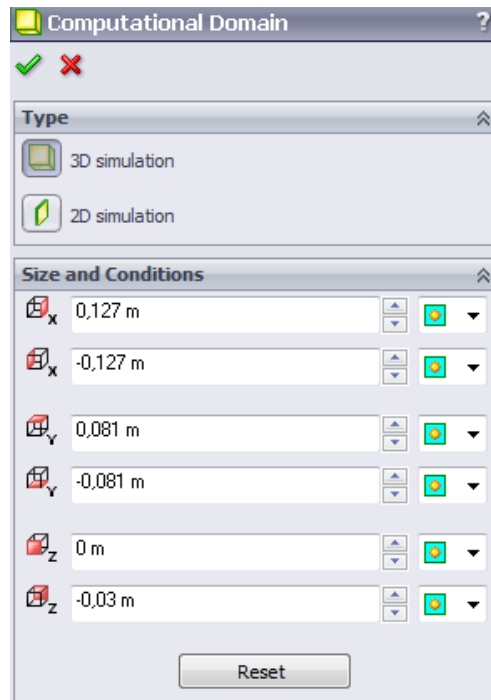 Computational Domain ?
Type
3D simulation
2D simulation
Size and Conditions
X 0,127 m
X -0,127 m
Y 0,081 m
Y -0,081 m
Z 0 m
Z -0,03 m
Reset